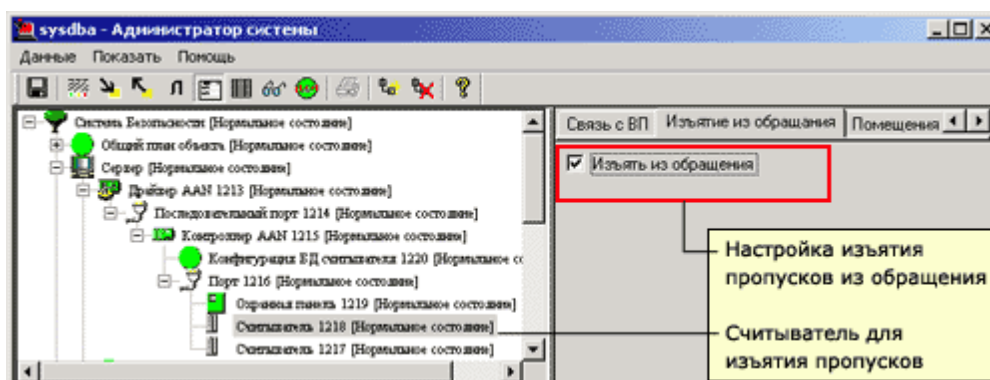 sysdba - Администратор системы
Данные Показать Помощь
Система Безопасности [Нормальное состояние]
Общий план объекта [Нормальное состояние]
Сервер [Нормальное состояние]
Драйвер AAN 1213 [Нормальное состояние]
Последовательный порт 1214 [Нормальное состояние]
Контроллер AAN 1215 [Нормальное состояние]
Конфигурация БД считывателя 1220 [Нормальное со
Порт 1216 [Нормальное состояние]
Охранная панель 1219 [Нормальное состояние]
Считыватель 1218 [Нормальное состояние]
Считыватель 1217 [Нормальное состояние]
Связь с ВП Изъятие из обращания Помещения
Изъять из обращения
Настройка изъятия
пропусков из обращения
Считыватель для
изъятия пропусков